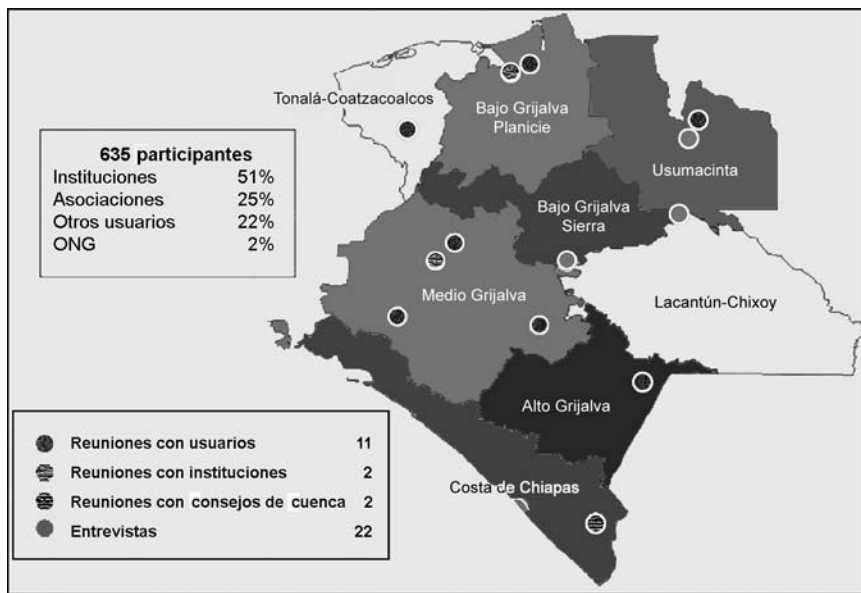 Tonalá-Coatzacoalcos
Bajo Grijalva
Planicie
635 participantes
Instituciones 51%
Asociaciones 25%
Otros usuarios 22%
ONG 2%
Usumacinta
Bajo Grijalva
Sierra
Medio Grijalva
Lacantún-Chixoy
Alto Grijalva
Costa de Chiapas
Reuniones con usuarios 11
Reuniones con instituciones 2
Reuniones con consejos de cuenca 2
Entrevistas 22